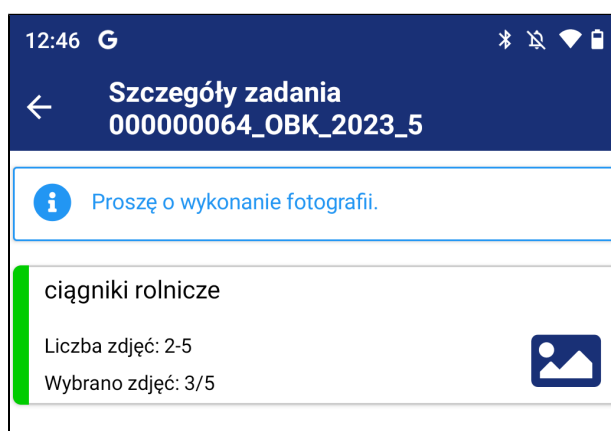 12:46 G
Szczegóły zadania
000000064_OBK_2023_5
Proszę o wykonanie fotografii.
ciągniki rolnicze
Liczba zdjęć: 2-5
Wybrano zdjęć: 3/5